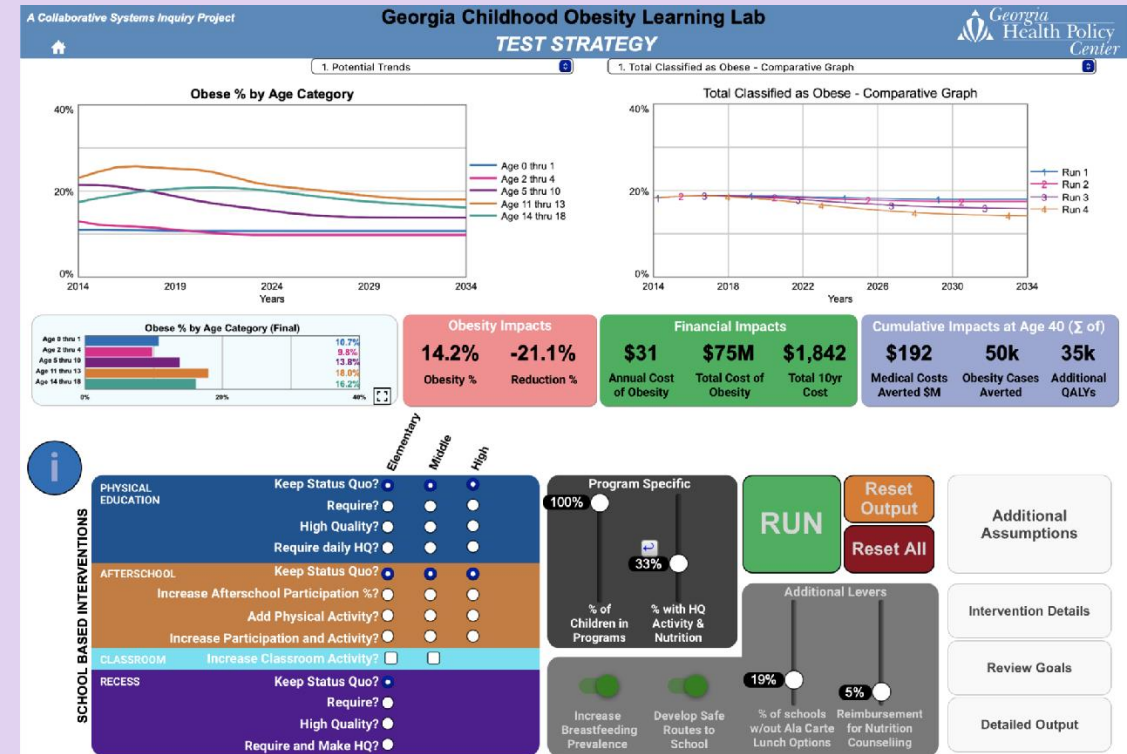 A Collaborative Systems Inquiry Project
Georgia Childhood Obesity Learning Lab
TEST STRATEGY
Georgia
Health Policy
Center
1. Potential Trends
1. Total Classified as Obese - Comparative Graph
Obese % by Age Category
40%
20%
0%
2014 2019 2024 2029 2034
Years
Age 0 thru 1
Age 2 thru 4
Age 5 thru 10
Age 11 thru 13
Age 14 thru 18
Total Classified as Obese - Comparative Graph
40%
20%
0%
2014 2018 2022 2026 2030 2034
Years
1 Run 1
2 Run 2
3 Run 3
4 Run 4
Obese % by Age Category (Final)
Age 0 thru 1 10.7%
Age 2 thru 4 9.8%
Age 5 thru 10 13.8%
Age 11 thru 13 18.0%
Age 14 thru 18 16.2%
0% 20% 40%
Obesity Impacts
14.2% -21.1%
Obesity % Reduction %
Financial Impacts
$31 $75M $1,842
Annual Cost of Obesity
Total Cost of Obesity
Total 10yr Cost
Cumulative Impacts at Age 40 (Σ of)
$192 50k 35k
Medical Costs Averted $M
Obesity Cases Averted
Additional QALYs
i
Elementary
Middle
High
SCHOOL BASED INTERVENTIONS
PHYSICAL EDUCATION
Keep Status Quo?
Require?
High Quality?
Require daily HQ?
AFTERSCHOOL
Keep Status Quo?
Increase Afterschool Participation %?
Add Physical Activity?
Increase Participation and Activity?
CLASSROOM
Increase Classroom Activity?
RECESS
Keep Status Quo?
Require?
High Quality?
Require and Make HQ?
Program Specific
100%
33%
% of Children in Programs
% with HQ Activity & Nutrition
Increase Breastfeeding Prevalence
Develop Safe Routes to School
RUN
Reset Output
Reset All
Additional Levers
19%
5%
% of schools w/out Ala Carte Lunch Options
Reimbursement for Nutrition Counseliing
Additional Assumptions
Intervention Details
Review Goals
Detailed Output